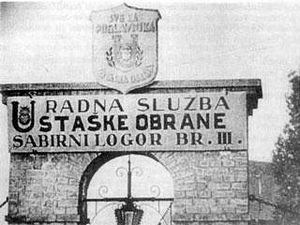 SVE ZA
POGLAVNIKA
RADNA SLUŽBA
USTAŠKE OBRANE
SABIRNI LOGOR BR. III.